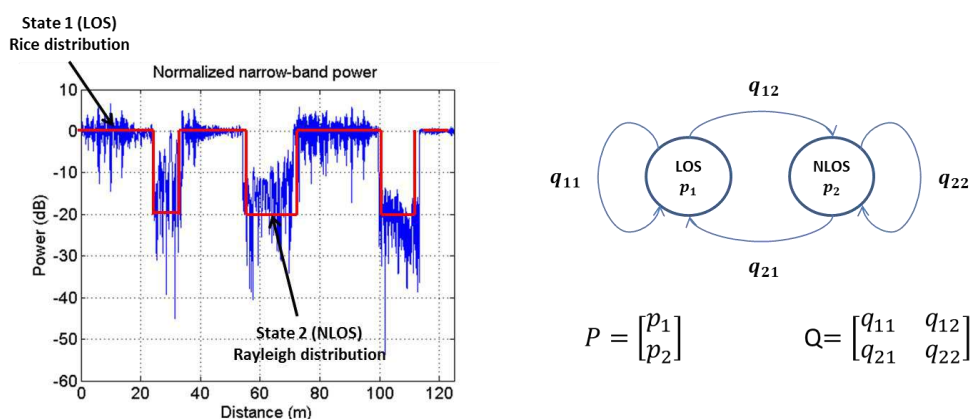 State 1 (LOS)
Rice distribution
Normalized narrow-band power
10
0
-10
-20
-30
-40
-50
-60
Power (dB)
State 2 (NLOS)
Rayleigh distribution
0 20 40 60 80 100 120
Distance (m)
q₁₂
LOS
p₁
NLOS
p₂
q₁₁
q₂₂
q₂₁
P = [p₁
p₂]
Q= [q₁₁ q₁₂
q₂₁ q₂₂]